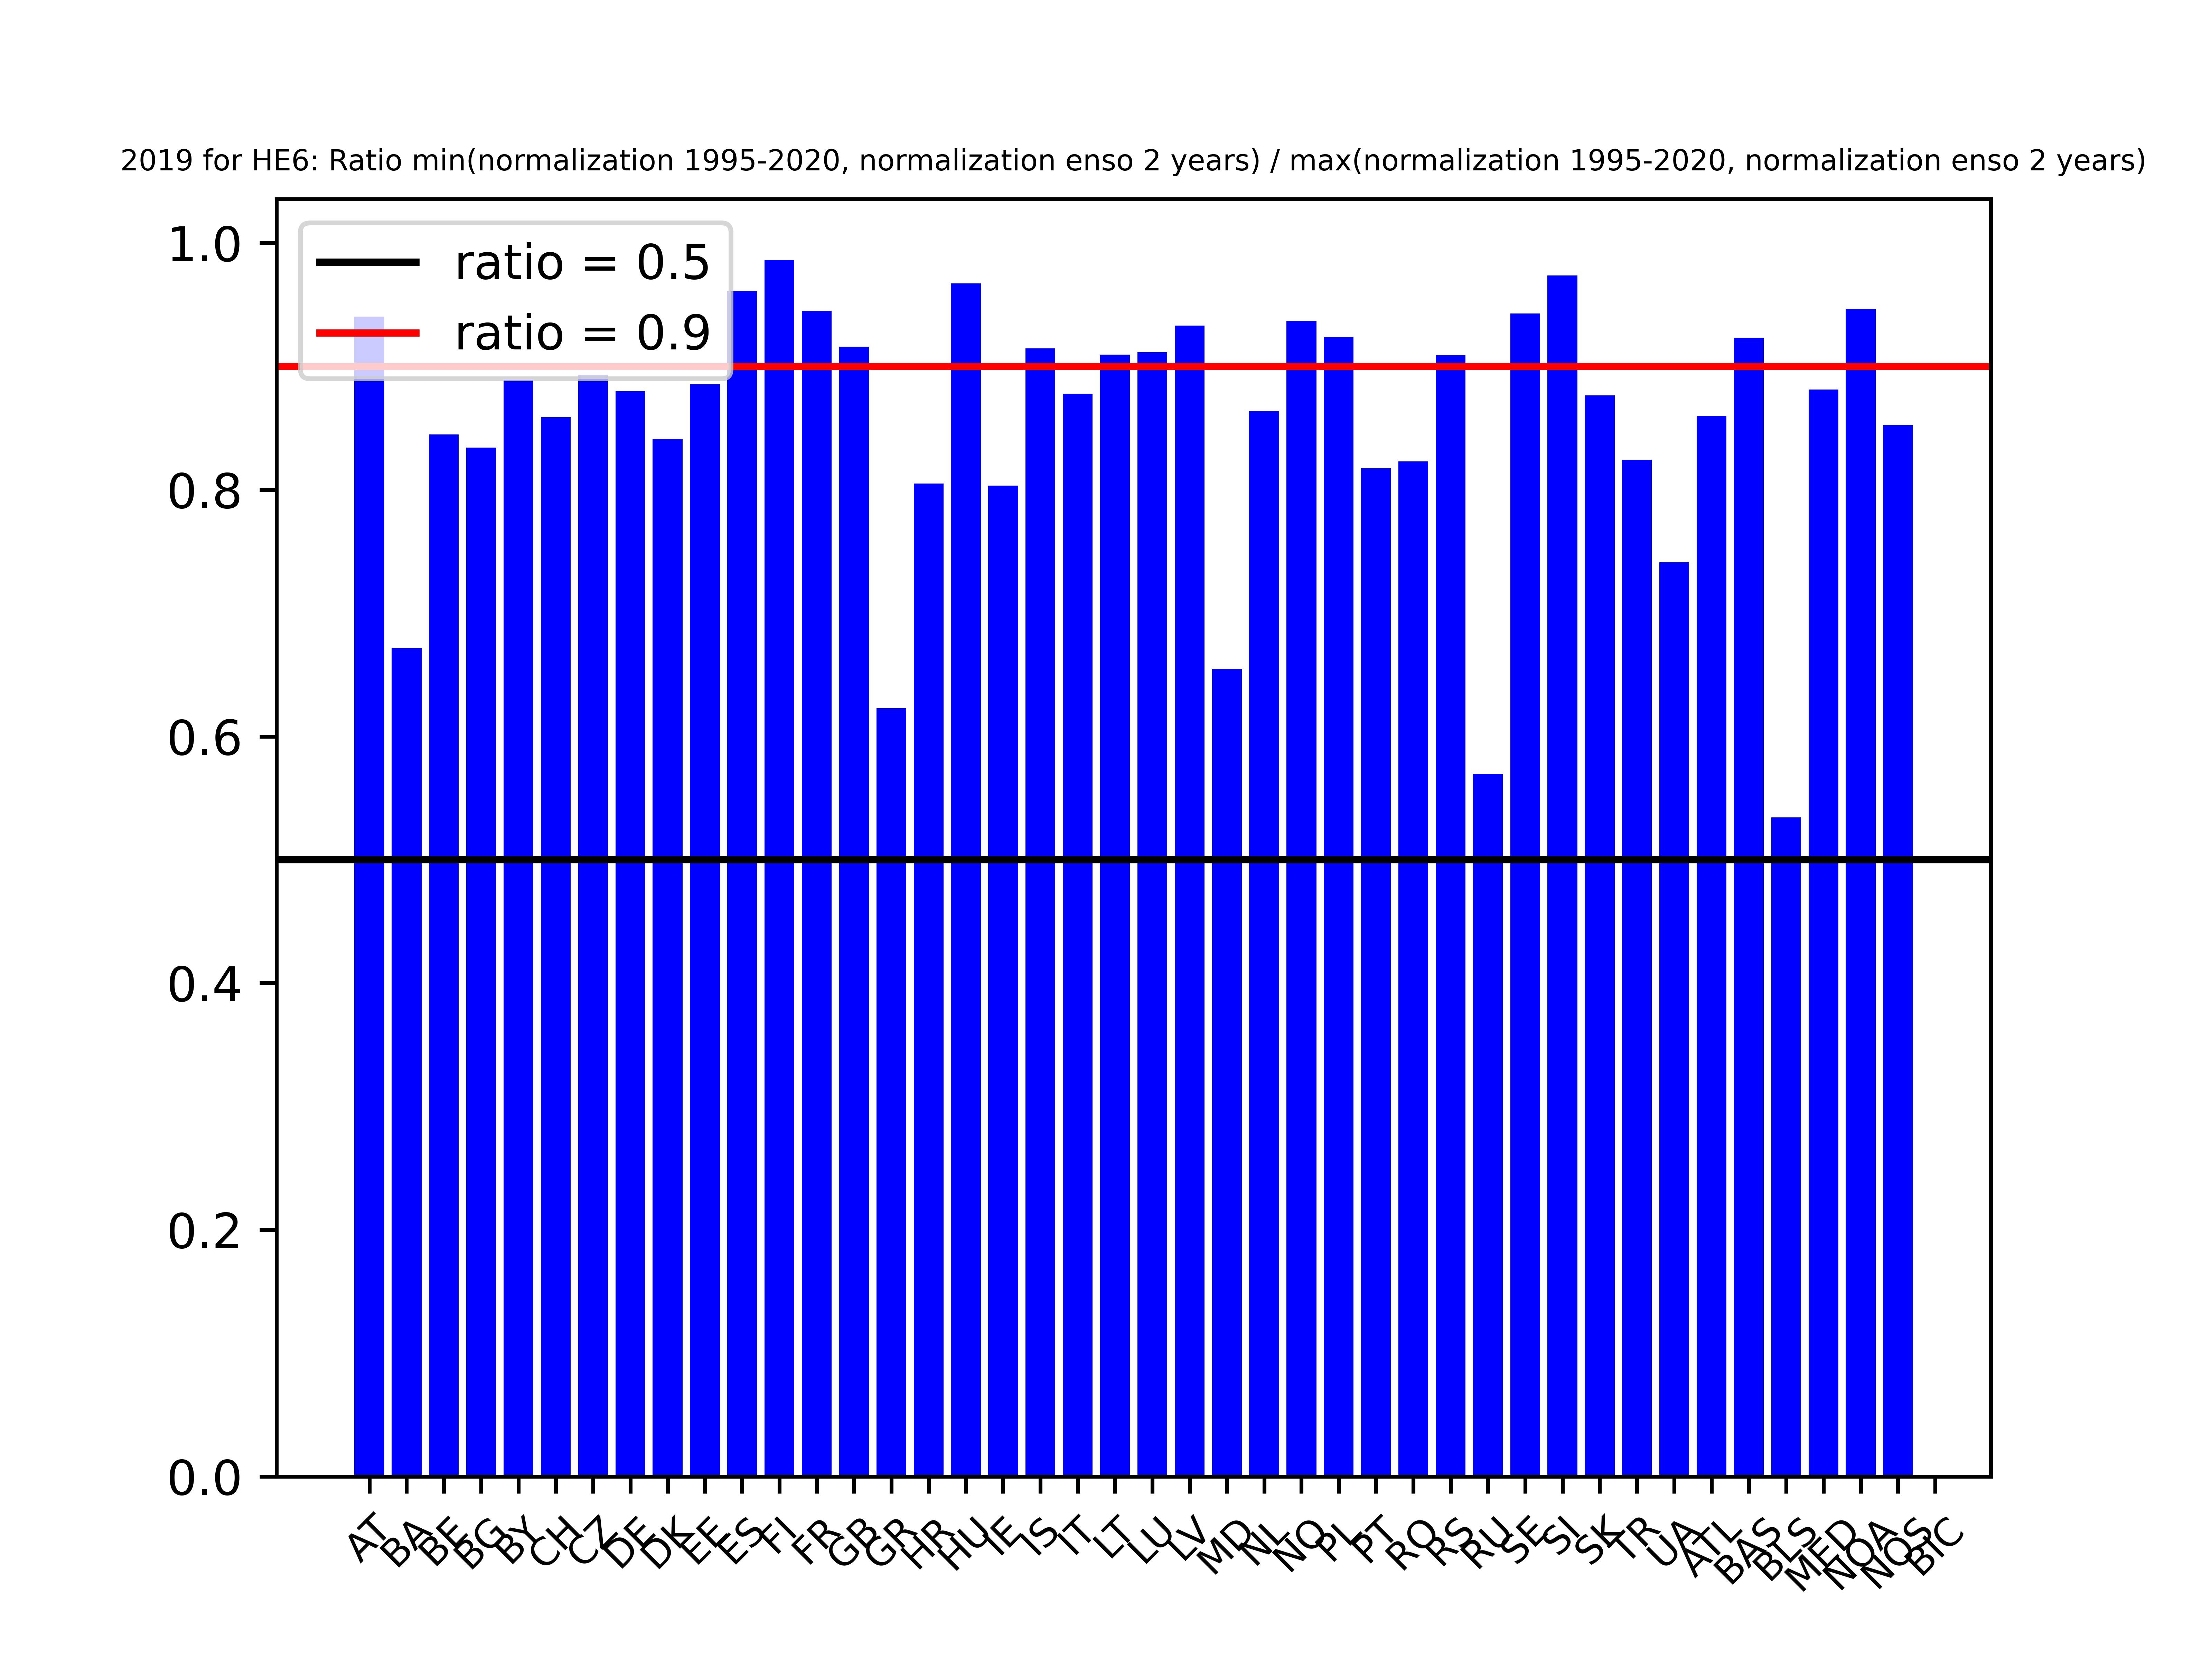 2019 for HE6: Ratio min(normalization 1995-2020, normalization enso 2 years) / max(normalization 1995-2020, normalization enso 2 years)
ratio = 0.5
ratio = 0.9
1.0
0.8
0.6
0.4
0.2
0.0
AT
BA
BE
BG
BY
CH
CZ
DE
DK
EE
ES
FI
FR
GB
GR
HR
HU
IE
IS
IT
LT
LU
LV
MD
NL
NO
PL
PT
RO
RS
RU
SE
SI
SK
TR
UA
ATL
BAS
BLS
MED
NOA
NOS
BIC